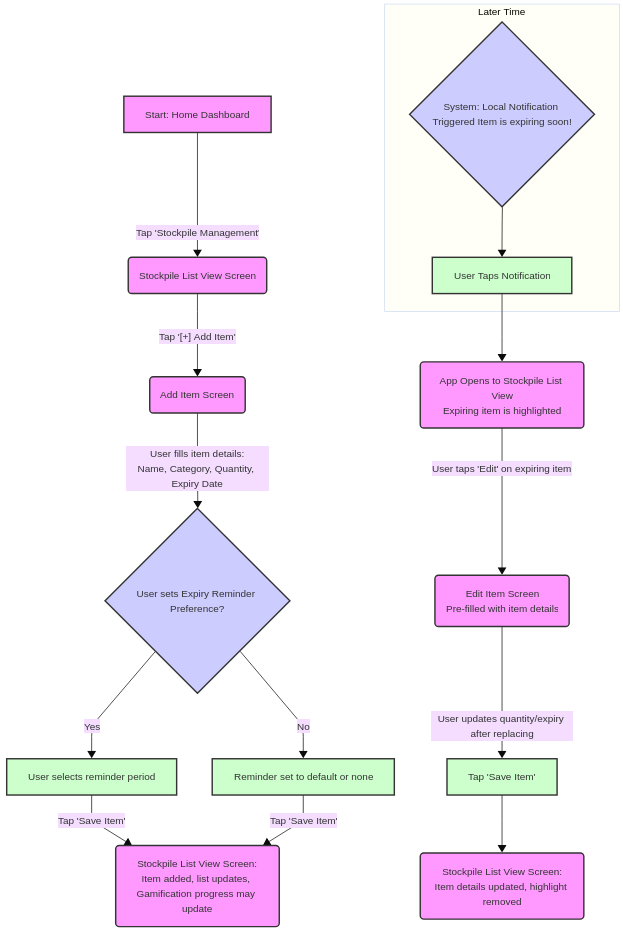 Start: Home Dashboard
Tap 'Stockpile Management'
Stockpile List View Screen
Tap '[+] Add Item'
Add Item Screen
User fills item details:
Name, Category, Quantity,
Expiry Date
User sets Expiry Reminder
Preference?
Yes
No
User selects reminder period
Reminder set to default or none
Tap 'Save Item'
Tap 'Save Item'
Stockpile List View Screen:
Item added, list updates,
Gamification progress may
update
Later Time
System: Local Notification
Triggered Item is expiring soon!
User Taps Notification
App Opens to Stockpile List
View
Expiring item is highlighted
User taps 'Edit' on expiring item
Edit Item Screen
Pre-filled with item details
User updates quantity/expiry
after replacing
Tap 'Save Item'
Stockpile List View Screen:
Item details updated, highlight
removed